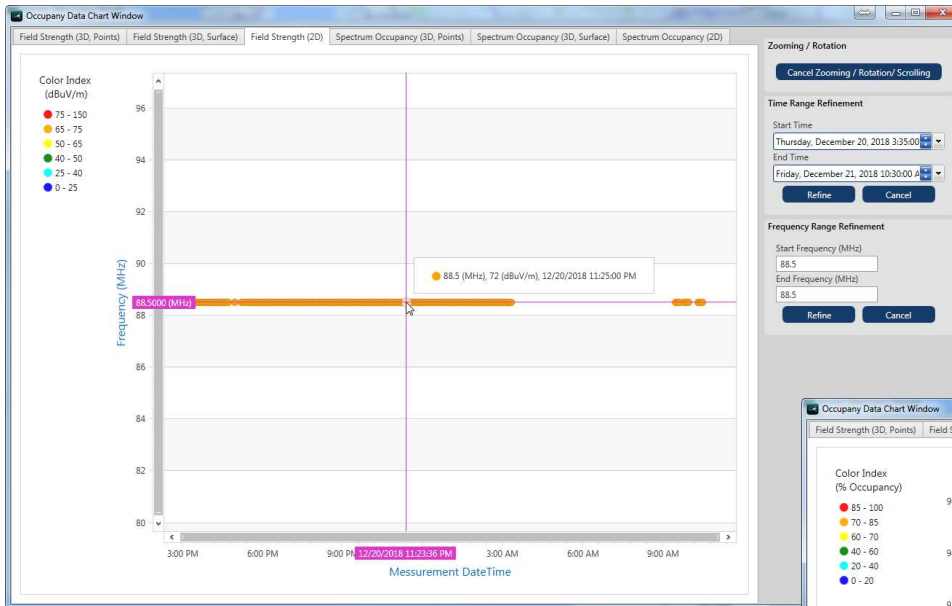 Occupany Data Chart Window
Field Strength (3D, Points) Field Strength (3D, Surface) Field Strength (2D) Spectrum Occupancy (3D, Points) Spectrum Occupancy (3D, Surface) Spectrum Occupancy (2D)
Color Index
(dBuV/m)
75 - 150
65 - 75
50 - 65
40 - 50
25 - 40
0 - 25
Frequency (MHz)
96
94
92
90
88
86
84
82
80
88.5000 (MHz)
88.5 (MHz), 72 (dBuV/m), 12/20/2018 11:25:00 PM
3:00 PM 6:00 PM 9:00 PM 12/20/2018 11:23:36 PM 3:00 AM 6:00 AM 9:00 AM
Messurement DateTime
Zooming / Rotation
Cancel Zooming / Rotation/ Scrolling
Time Range Refinement
Start Time
Thursday, December 20, 2018 3:35:00
End Time
Friday, December 21, 2018 10:30:00 A
Refine Cancel
Frequency Range Refinement
Start Frequency (MHz)
88.5
End Frequency (MHz)
88.5
Refine Cancel
Occupany Data Chart Window
Field Strength (3D, Points) Field S
Color Index
(% Occupancy)
85 - 100
70 - 85
60 - 70
40 - 60
20 - 40
0 - 20
9
9
9